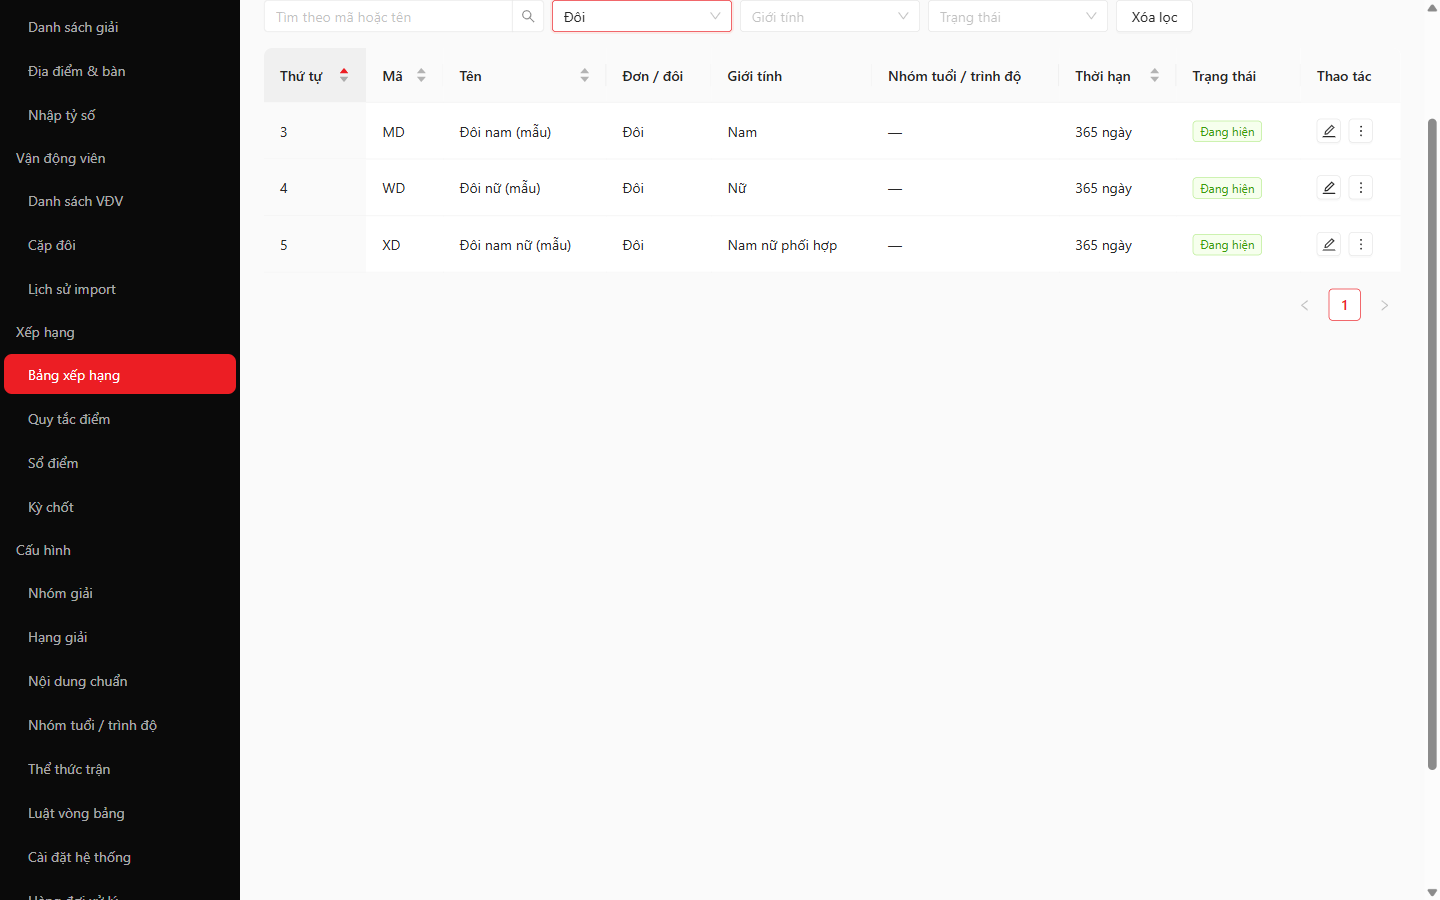 Danh sách giải
Địa điểm & bàn
Nhập tỷ số
Vận động viên
Danh sách VĐV
Cặp đôi
Lịch sử import
Xếp hạng
Bảng xếp hạng
Quy tắc điểm
Sổ điểm
Kỳ chốt
Cấu hình
Nhóm giải
Hạng giải
Nội dung chuẩn
Nhóm tuổi / trình độ
Thể thức trận
Luật vòng bảng
Cài đặt hệ thống
Tìm theo mã hoặc tên
Đôi
Giới tính
Trạng thái
Xóa lọc
Thứ tự Mã Tên Đơn / đôi Giới tính Nhóm tuổi / trình độ Thời hạn Trạng thái Thao tác
3 MD Đôi nam (mẫu) Đôi Nam — 365 ngày Đang hiện
4 WD Đôi nữ (mẫu) Đôi Nữ — 365 ngày Đang hiện
5 XD Đôi nam nữ (mẫu) Đôi Nam nữ phối hợp — 365 ngày Đang hiện
1